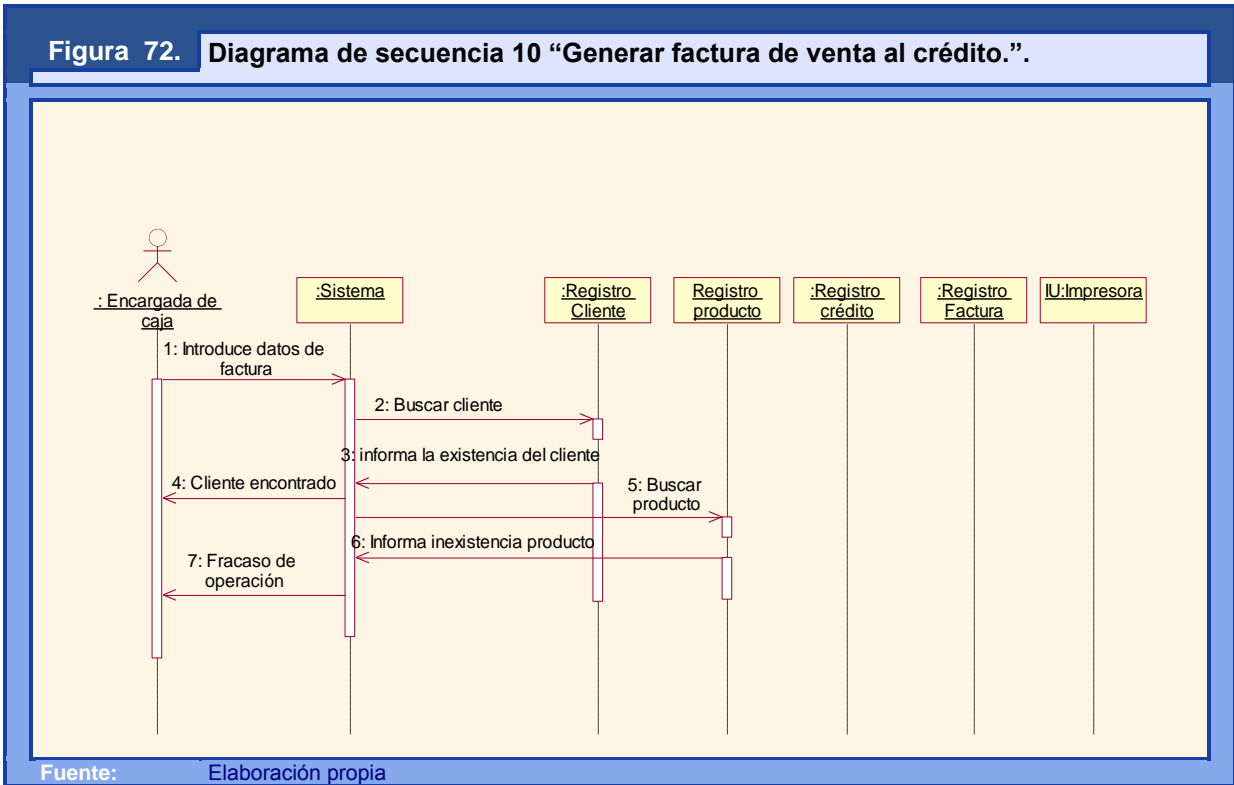 Figura 72.
Diagrama de secuencia 10 “Generar factura de venta al crédito.”.
: Encargada de
caja
:Sistema
:Registro
Cliente
Registro
producto
:Registro
crédito
:Registro
Factura
IU:Impresora
1: Introduce datos de
factura
2: Buscar cliente
3: informa la existencia del cliente
4: Cliente encontrado
5: Buscar
producto
6: Informa inexistencia producto
7: Fracaso de
operación
Fuente: Elaboración propia